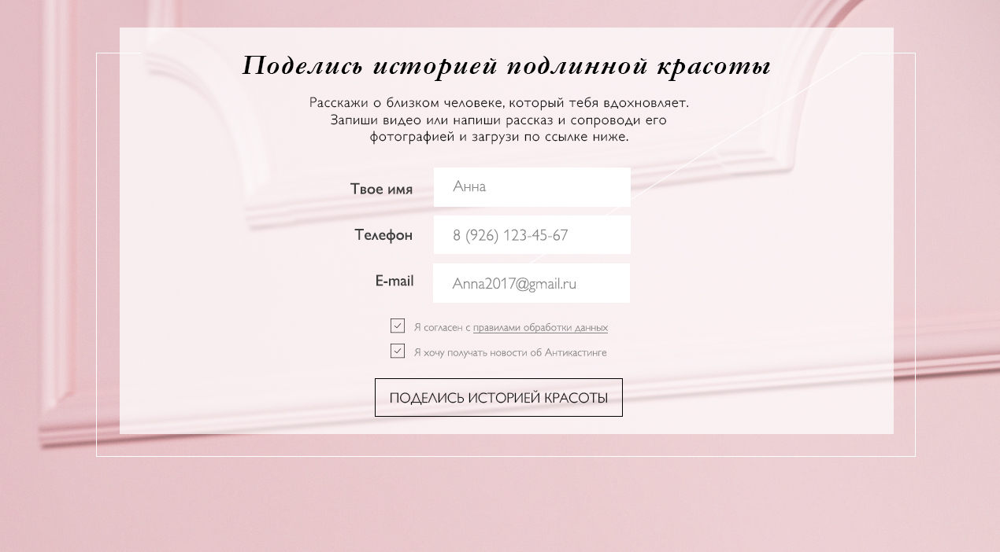 Поделись историей подлинной красоты
Расскажи о близком человеке, который тебя вдохновляет.
Запиши видео или напиши рассказ и сопроводи его
фотографией и загрузи по ссылке ниже.
Твое имя
Анна
Телефон
8 (926) 123-45-67
E-mail
Anna2017@gmail.ru
Я согласен с правилами обработки данных
Я хочу получать новости об Антикастинге
ПОДЕЛИСЬ ИСТОРИЕЙ КРАСОТЫ